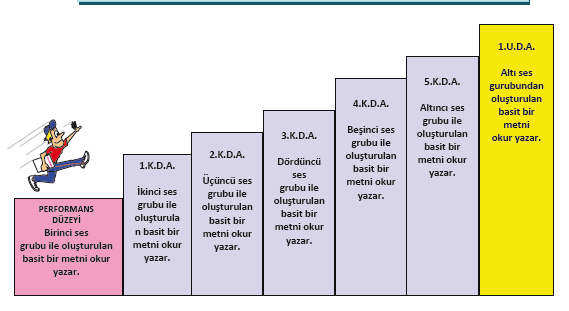 PERFORMANS
DÜZEYİ
Birinci ses
grubu ile oluşturulan
basit bir metni okur
yazar.
1.K.D.A.
İkinci ses
grubu ile
oluşturula
n basit bir
metni okur
yazar.
2.K.D.A.
Üçüncü ses
grubu ile
oluşturulan
basit bir
metni okur
yazar.
3.K.D.A.
Dördüncü
ses
grubu ile
oluşturulan
basit bir
metni okur
yazar.
4.K.D.A.
Beşinci ses
grubu ile
oluşturulan
basit bir
metni okur
yazar.
5.K.D.A.
Altıncı ses
grubu ile
oluşturulan
basit bir
metni okur
yazar.
1.U.D.A.
Altı ses
gurubundan
oluşturulan
basit bir
metni
okur yazar.